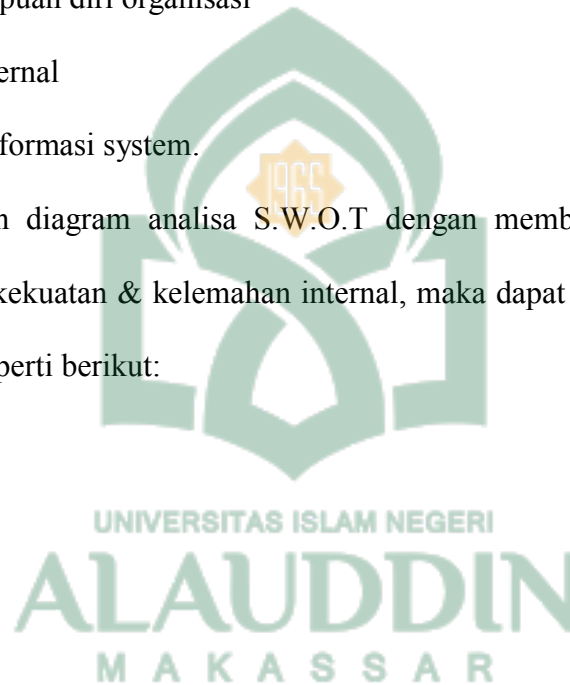 puan diri organisasi
ernal
formasi system.
1965
n diagram analisa S.W.O.T dengan memb
kekuatan & kelemahan internal, maka dapat
perti berikut:
UNIVERSITAS ISLAM NEGERI
ALAUDDIN
MAKASSAR